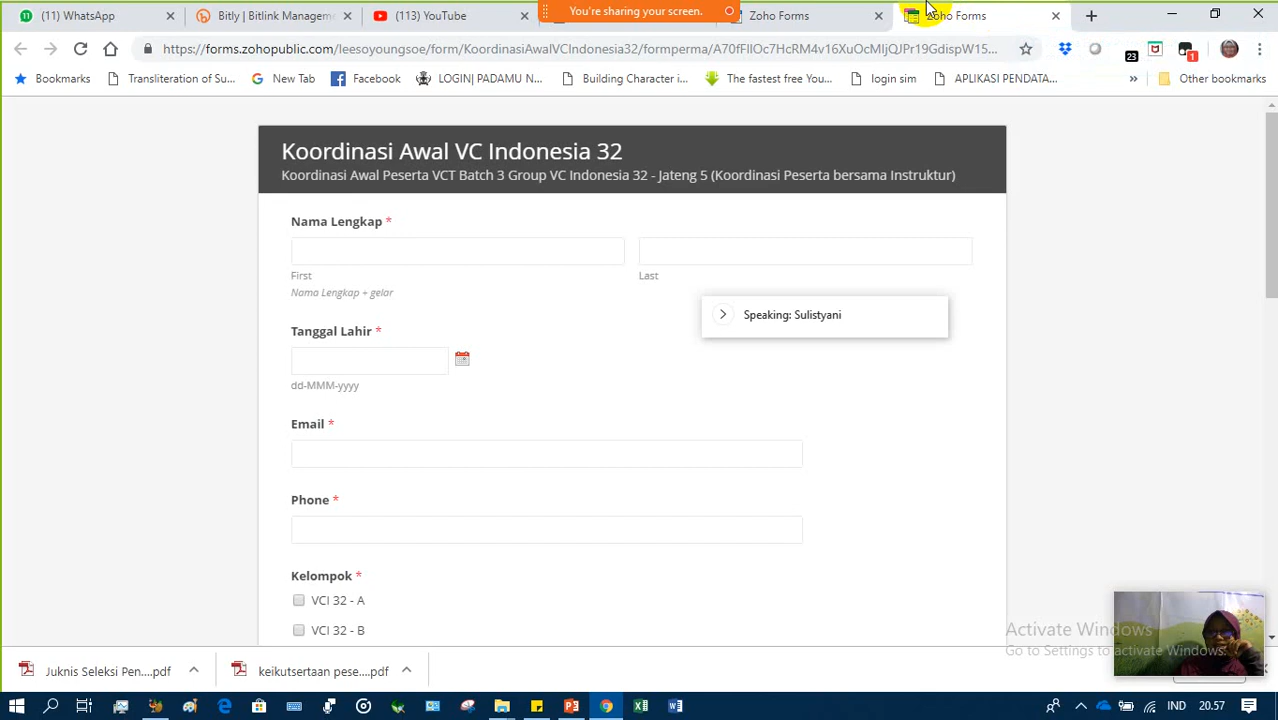 (11) WhatsApp
Bitly | Bitlink Manageme
(113) YouTube
You're sharing your screen.
Zoho Forms
Zoho Forms
https://forms.zohopublic.com/leesoyoungsoe/form/KoordinasiAwalVCIndonesia32/formperma/A70fFIlOc7HcRM4v16XuOcMIjQJPr19GdispW15...
23
1
Bookmarks
Transliteration of Su...
New Tab
Facebook
LOGIN| PADAMU N...
Building Character i...
The fastest free You...
login sim
APLIKASI PENDATA...
»
Other bookmarks
Koordinasi Awal VC Indonesia 32
Koordinasi Awal Peserta VCT Batch 3 Group VC Indonesia 32 - Jateng 5 (Koordinasi Peserta bersama Instruktur)
Nama Lengkap *
First
Last
Nama Lengkap + gelar
Speaking: Sulistyani
Tanggal Lahir *
dd-MMM-yyyy
Email *
Phone *
Kelompok *
VCI 32 - A
VCI 32 - B
Activate Windows
Go to Settings to activate Windows.
Juknis Seleksi Pen....pdf
keikutsertaan pese....pdf
IND
20.57